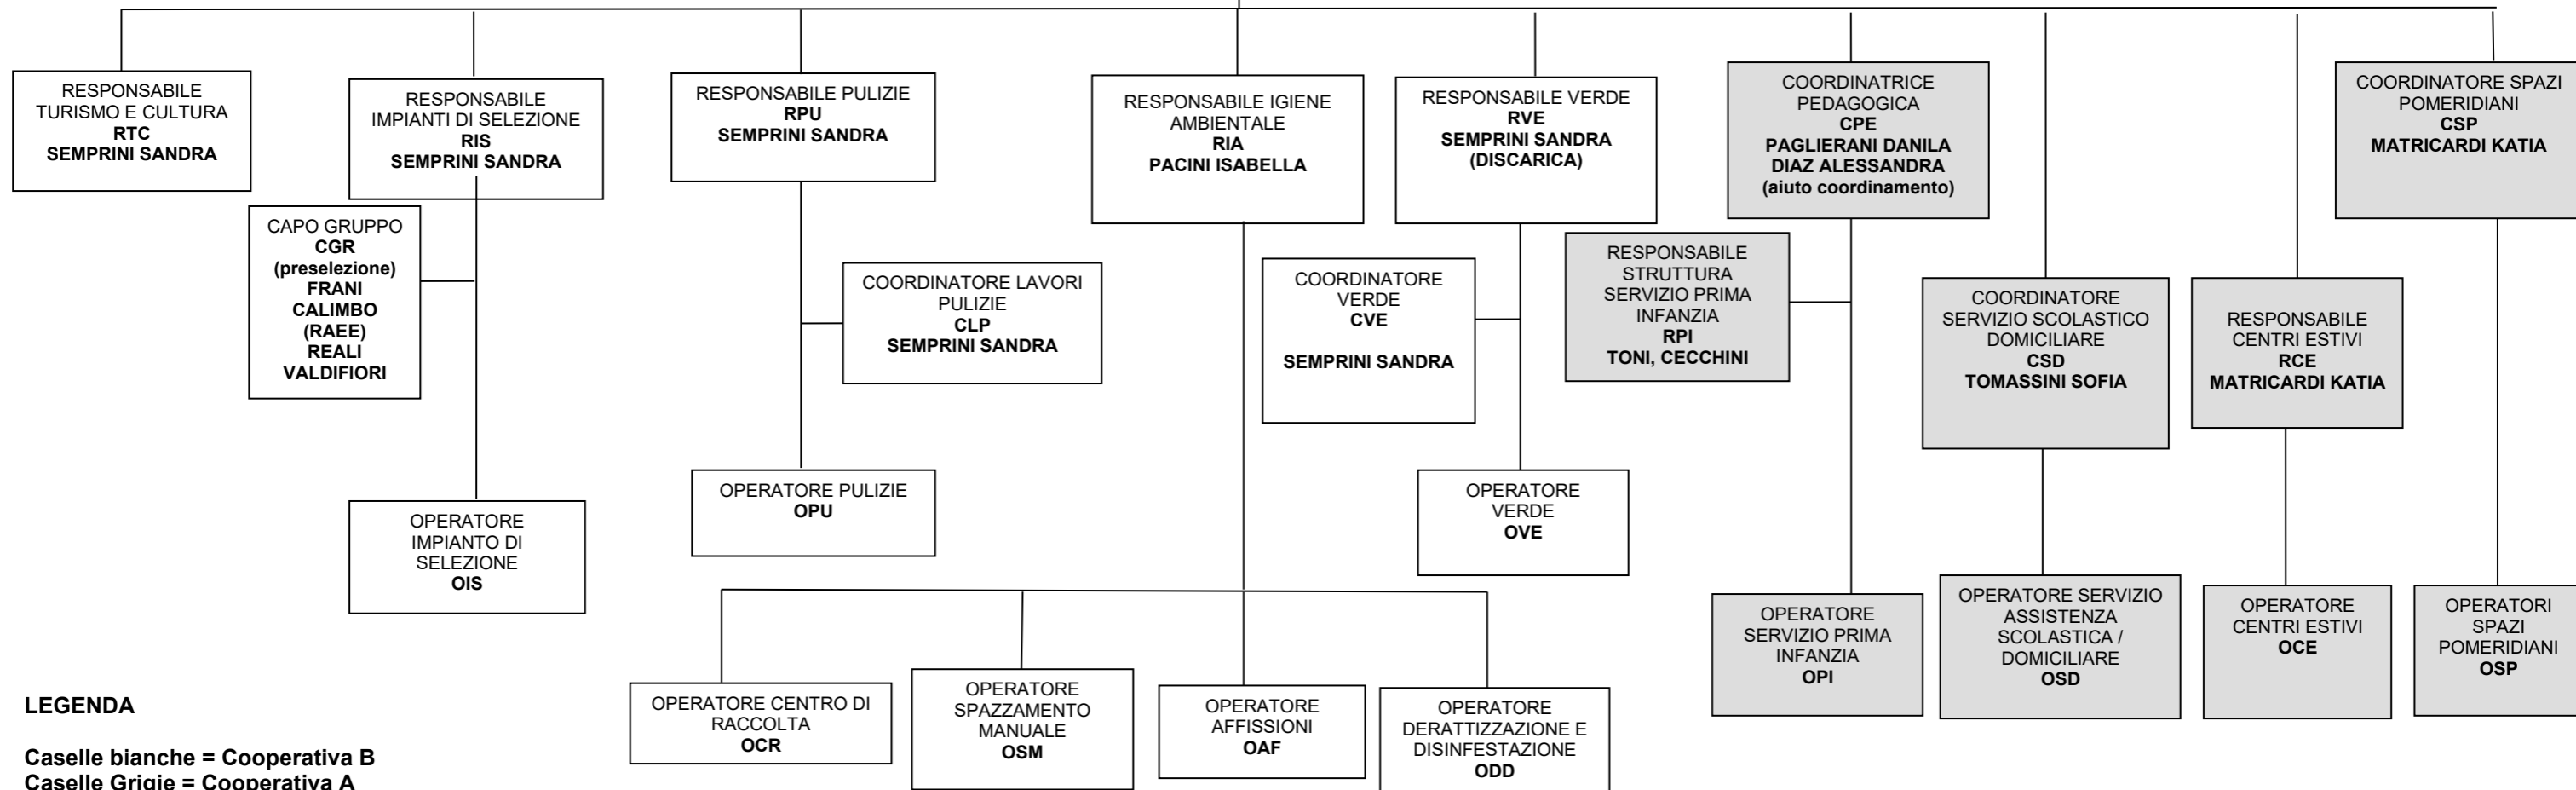 RESPONSABILE
TURISMO E CULTURA
RTC
SEMPRINI SANDRA
RESPONSABILE
IMPIANTI DI SELEZIONE
RIS
SEMPRINI SANDRA
RESPONSABILE PULIZIE
RPU
SEMPRINI SANDRA
RESPONSABILE IGIENE
AMBIENTALE
RIA
PACINI ISABELLA
RESPONSABILE VERDE
RVE
SEMPRINI SANDRA
(DISCARICA)
COORDINATRICE
PEDAGOGICA
CPE
PAGLIERANI DANILA
DIAZ ALESSANDRA
(aiuto coordinamento)
COORDINATORE SPAZI
POMERIDIANI
CSP
MATRICARDI KATIA
CAPO GRUPPO
CGR
(preselezione)
FRANI
CALIMBO
(RAEE)
REALI
VALDIFIORI
COORDINATORE LAVORI
PULIZIE
CLP
SEMPRINI SANDRA
COORDINATORE
VERDE
CVE
SEMPRINI SANDRA
RESPONSABILE
STRUTTURA
SERVIZIO PRIMA
INFANZIA
RPI
TONI, CECCHINI
COORDINATORE
SERVIZIO SCOLASTICO
DOMICILIARE
CSD
TOMASSINI SOFIA
RESPONSABILE
CENTRI ESTIVI
RCE
MATRICARDI KATIA
OPERATORE
IMPIANTO DI
SELEZIONE
OIS
OPERATORE PULIZIE
OPU
OPERATORE
VERDE
OVE
OPERATORE
SERVIZIO PRIMA
INFANZIA
OPI
OPERATORE SERVIZIO
ASSISTENZA
SCOLASTICA /
DOMICILIARE
OSD
OPERATORE
CENTRI ESTIVI
OCE
OPERATORI
SPAZI
POMERIDIANI
OSP
OPERATORE CENTRO DI
RACCOLTA
OCR
OPERATORE
SPAZZAMENTO
MANUALE
OSM
OPERATORE
AFFISSIONI
OAF
OPERATORE
DERATTIZZAZIONE E
DISINFESTAZIONE
ODD
LEGENDA
Caselle bianche = Cooperativa B
Caselle Grigie = Cooperativa A